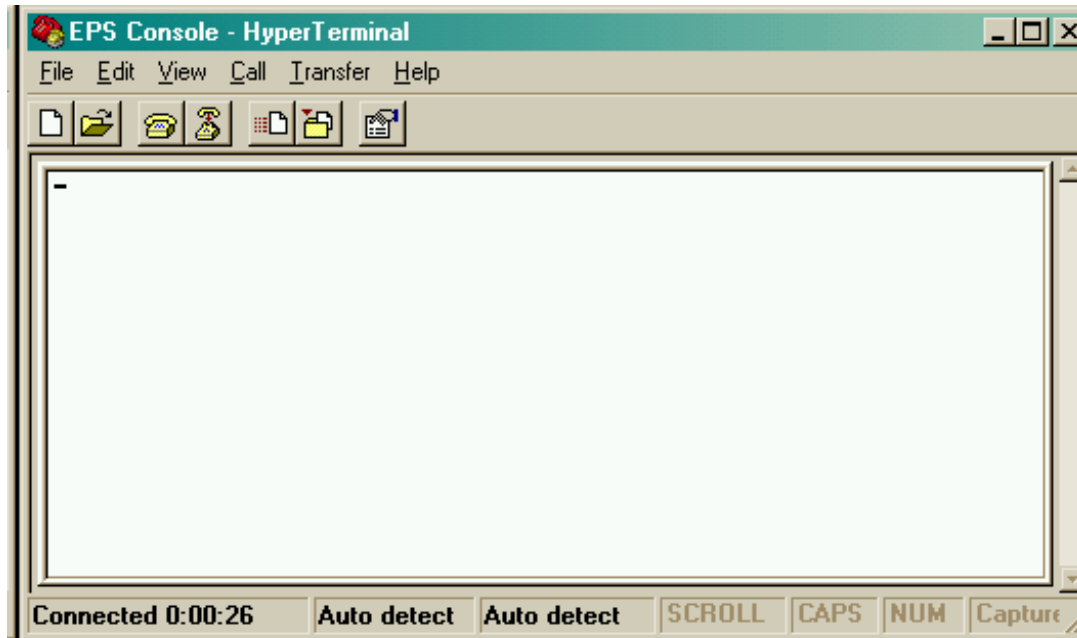 EPS Console - HyperTerminal
File Edit View Call Transfer Help
Connected 0:00:26 Auto detect Auto detect SCROLL CAPS NUM Capture